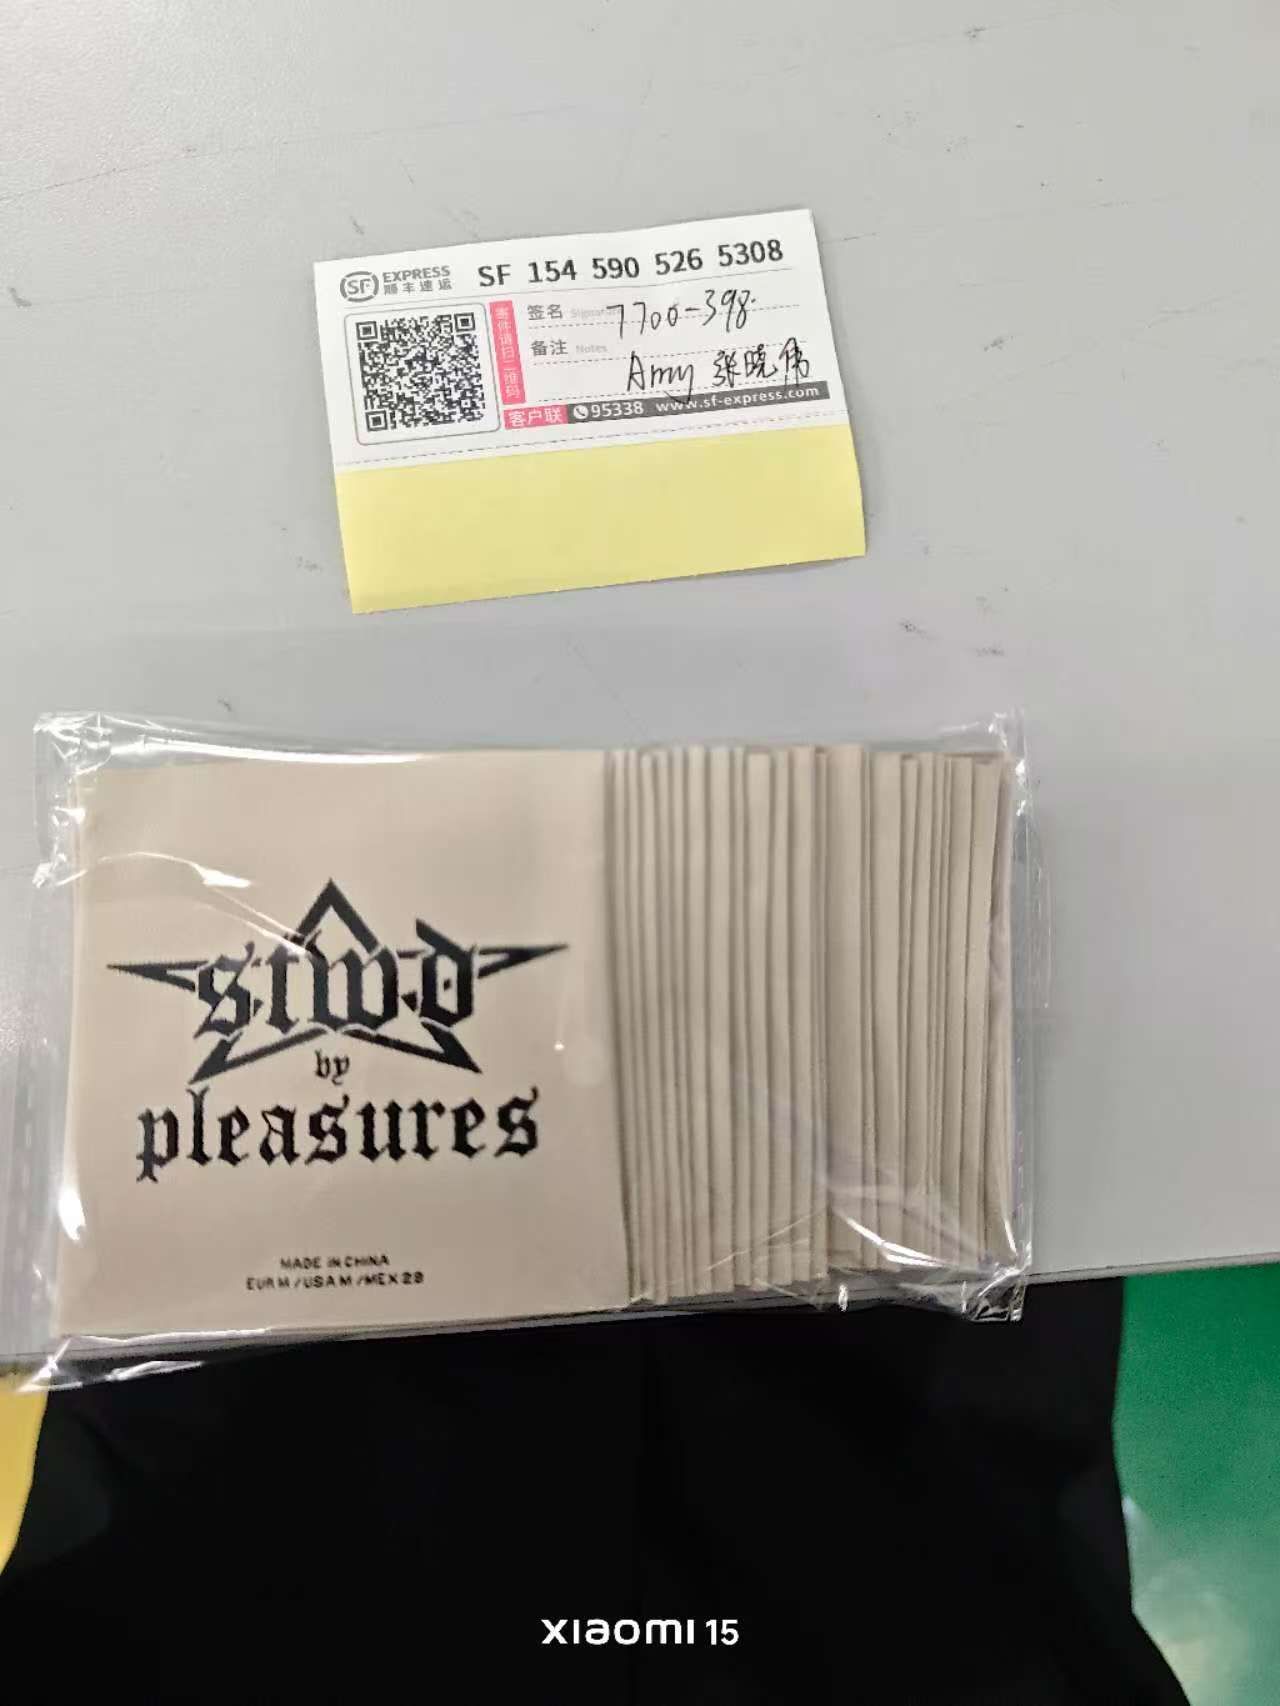 SF EXPRESS
顺丰速运
SF 154 590 526 5308
寄件请扫二维码
签名 Signature 7700-398
备注 Notes
Amy 张晓伟
客户联 95338 www.sf-express.com
stwd
by
pleasures
MADE IN CHINA
EUR M / USA M / MEX 28
XIAOMI 15